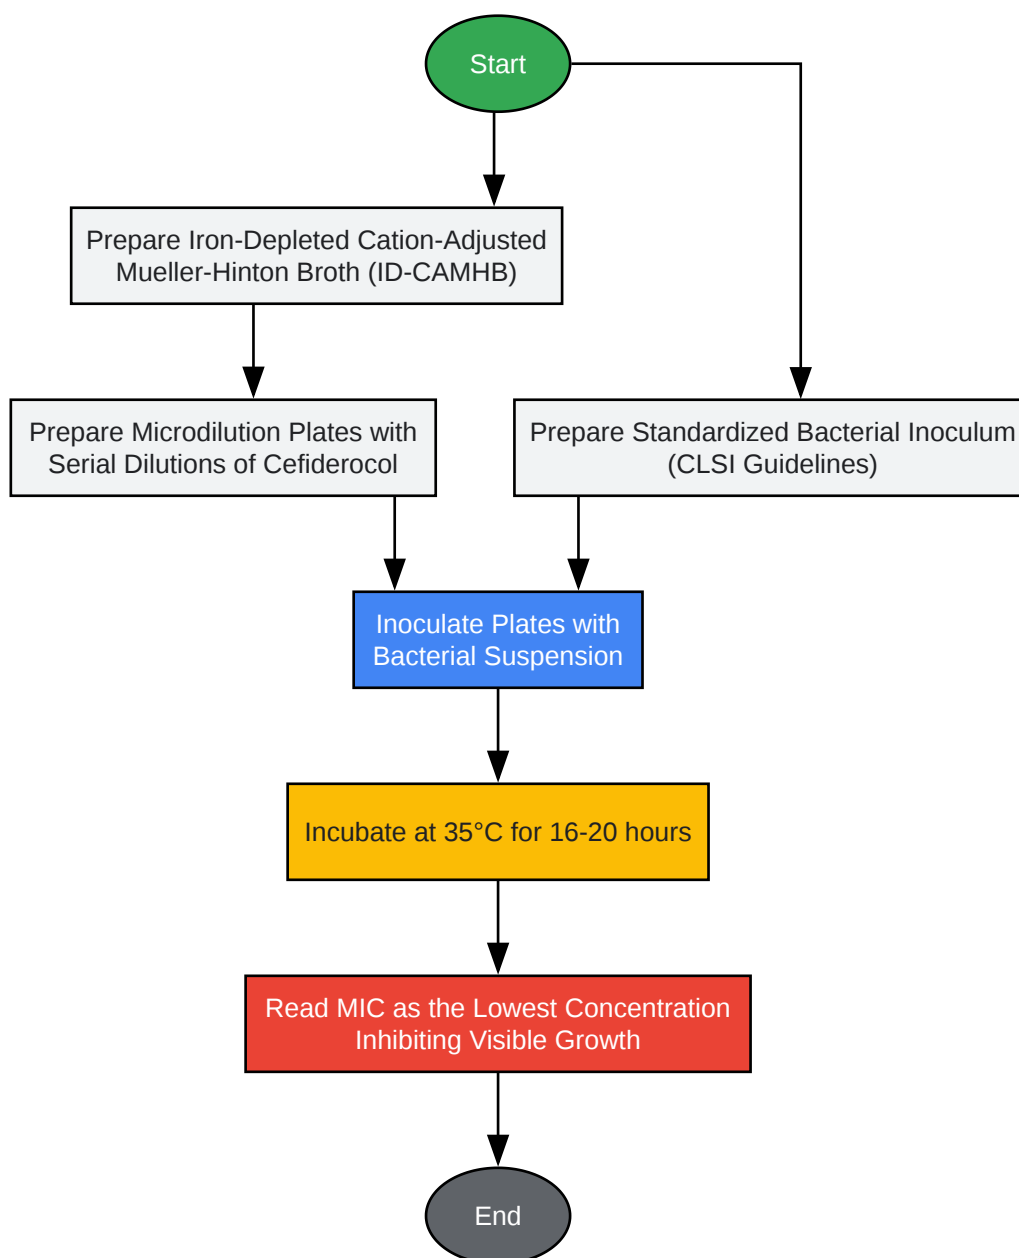 Start
Prepare Iron-Depleted Cation-Adjusted
Mueller-Hinton Broth (ID-CAMHB)
Prepare Microdilution Plates with
Serial Dilutions of Cefiderocol
Prepare Standardized Bacterial Inoculum
(CLSI Guidelines)
Inoculate Plates with
Bacterial Suspension
Incubate at 35°C for 16-20 hours
Read MIC as the Lowest Concentration
Inhibiting Visible Growth
End